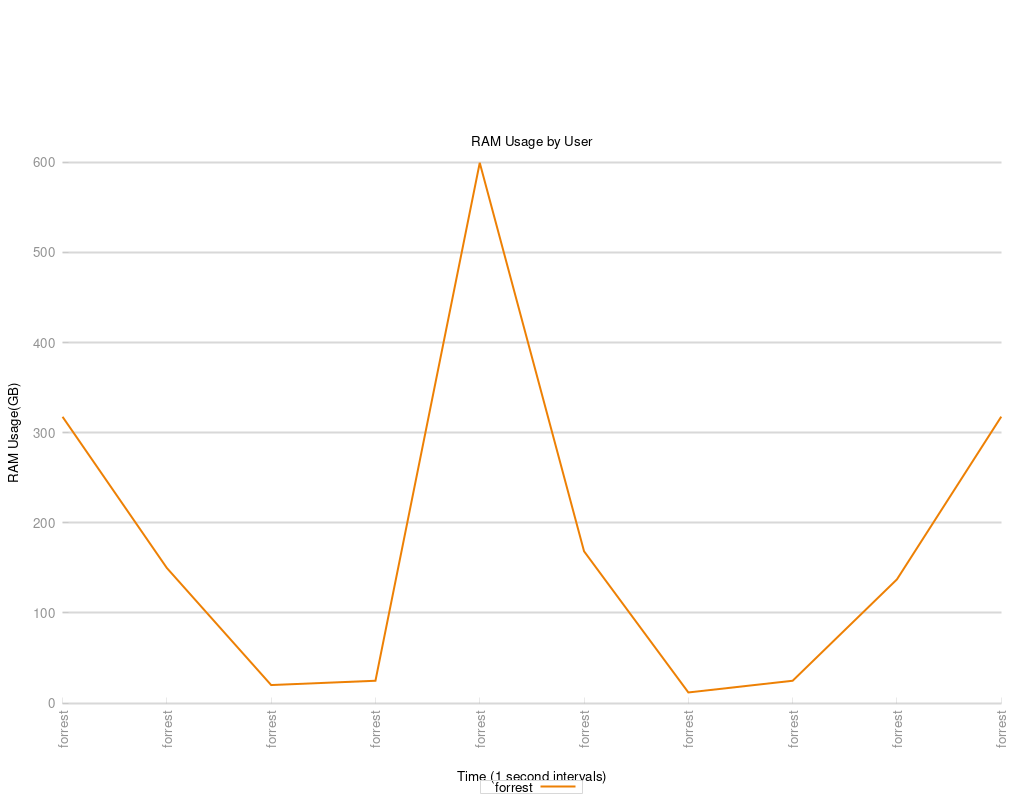 RAM Usage by User
600
500
400
300
200
100
0
RAM Usage(GB)
forrest
forrest
forrest
forrest
forrest
forrest
forrest
forrest
forrest
forrest
Time (1 second intervals)
forrest